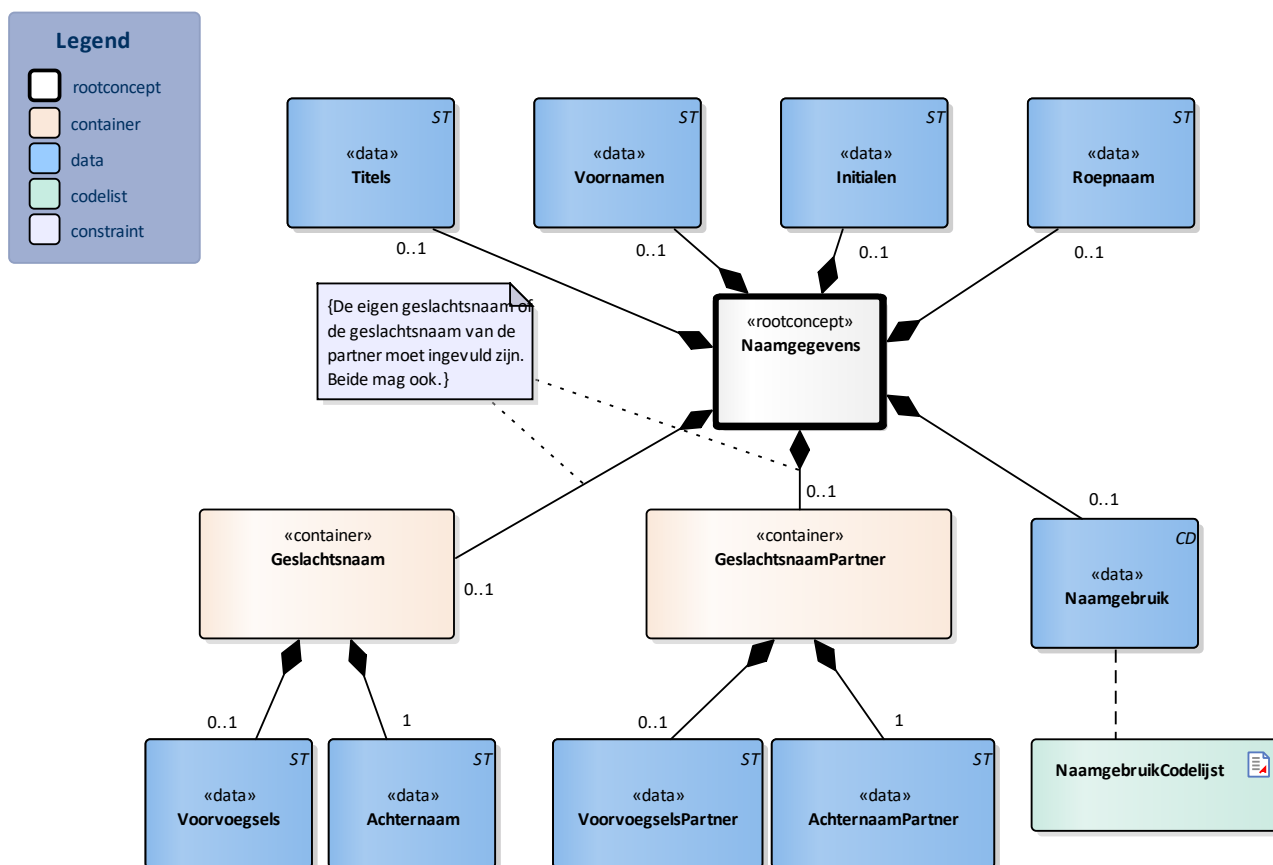 Legend
rootconcept
container
data
codelist
constraint
ST
«data»
Titels
ST
«data»
Voornamen
ST
«data»
Initialen
ST
«data»
Roepnaam
0..1
0..1
0..1
0..1
{De eigen geslachtsnaam of
de geslachtsnaam van de
partner moet ingevuld zijn.
Beide mag ook.}
«rootconcept»
Naamgegevens
0..1
0..1
0..1
«container»
Geslachtsnaam
«container»
GeslachtsnaamPartner
CD
«data»
Naamgebruik
0..1
1
0..1
1
ST
«data»
Voorvoegsels
ST
«data»
Achternaam
ST
«data»
VoorvoegselsPartner
ST
«data»
AchternaamPartner
NaamgebruikCodelijst